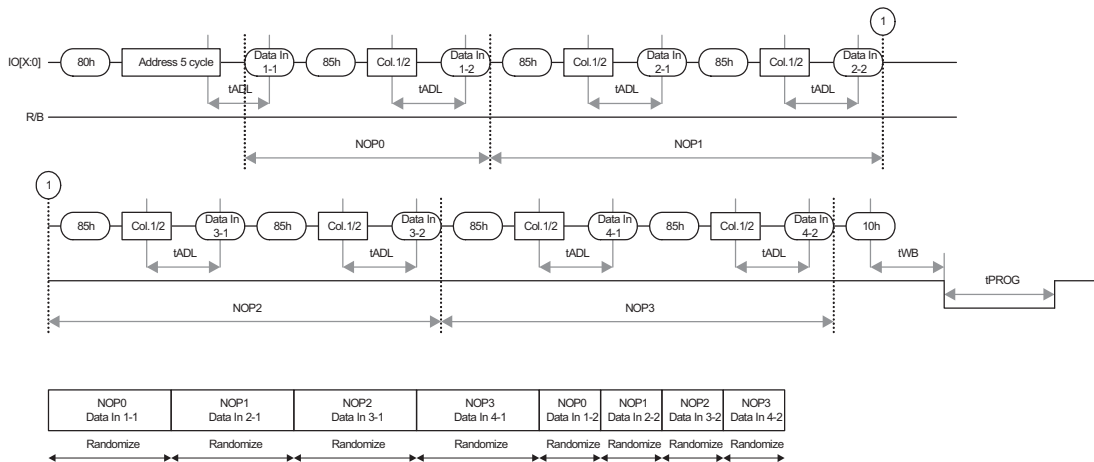 1
IO[X:0] 80h Address 5 cycle Data In 1-1 85h Col.1/2 Data In 1-2 85h Col.1/2 Data In 2-1 85h Col.1/2 Data In 2-2
tADL tADL tADL tADL
R/B
NOP0 NOP1
1
85h Col.1/2 Data In 3-1 85h Col.1/2 Data In 3-2 85h Col.1/2 Data In 4-1 85h Col.1/2 Data In 4-2 10h
tADL tADL tADL tADL tWB
tPROG
NOP2 NOP3
NOP0 NOP1 NOP2 NOP3 NOP0 NOP1 NOP2 NOP3
Data In 1-1 Data In 2-1 Data In 3-1 Data In 4-1 Data In 1-2 Data In 2-2 Data In 3-2 Data In 4-2
Randomize Randomize Randomize Randomize Randomize Randomize Randomize Randomize